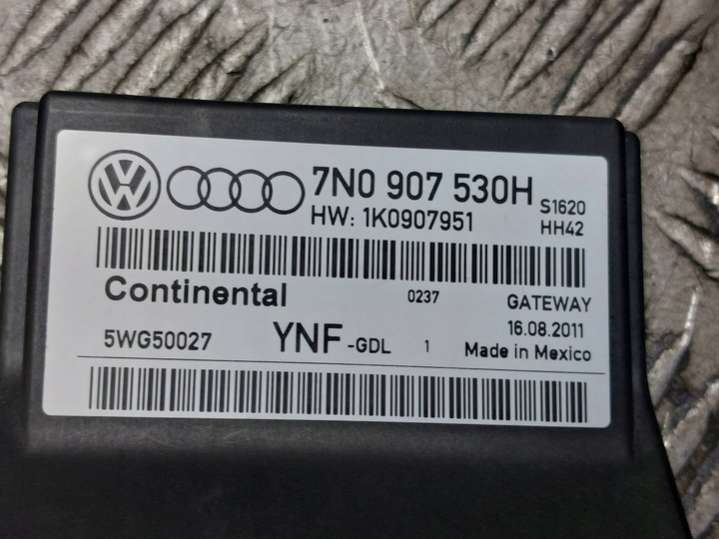 7N0 907 530H S1620
HW: 1K0907951 HH42
Continental 0237 GATEWAY
16.08.2011
5WG50027 YNF -GDL 1 Made in Mexico